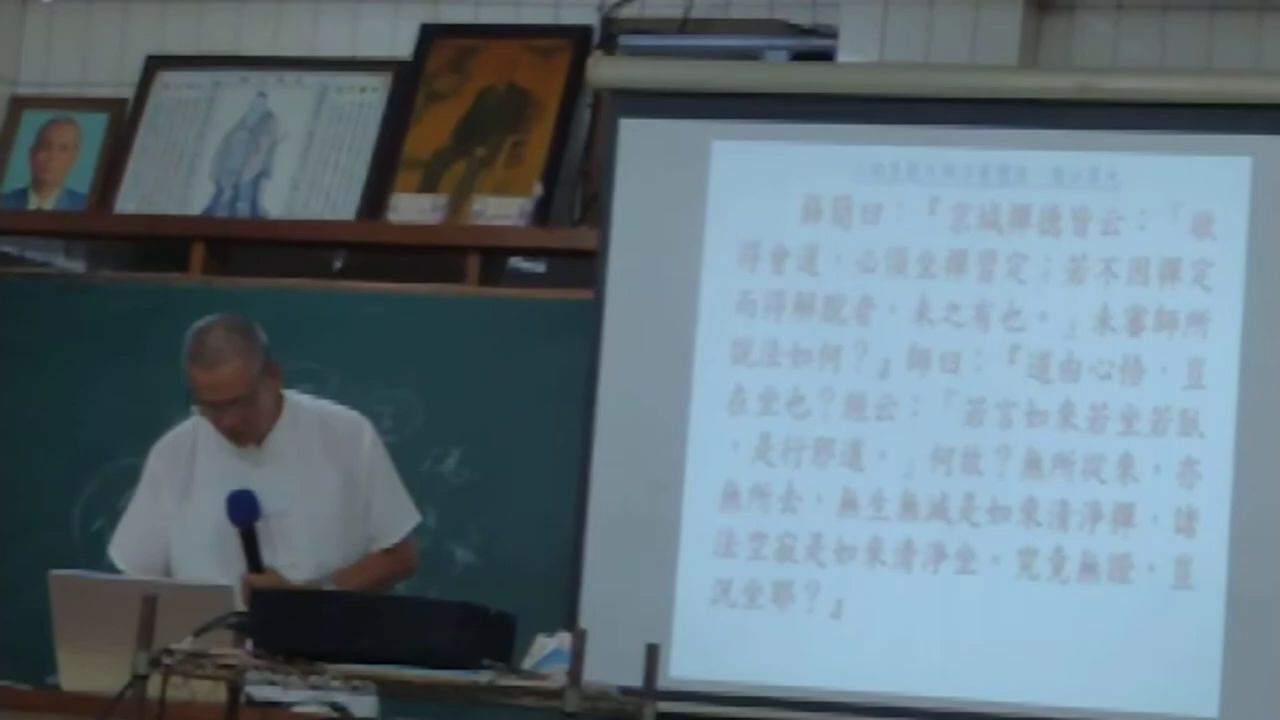 薛簡曰：『京城禪德皆云：「欲
得會道，必須坐禪習定；若不因禪定
而得解脫者，未之有也。」未審師所
說法如何？』師曰：『道由心悟，豈
在坐也？經云：「若言如來若坐若臥
，是行邪道。」何故？無所從來，亦
無所去，無生無滅是如來清淨禪，諸
法空寂是如來清淨坐。究竟無證，豈
況坐耶？』